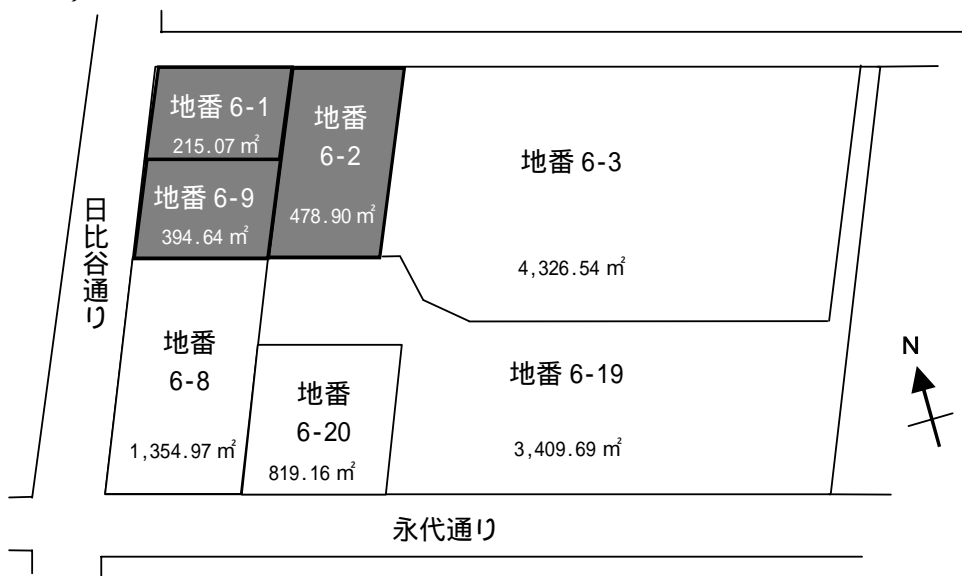 地番 6-1
215.07 ㎡
地番
6-2
478.90 ㎡
地番 6-9
394.64 ㎡
地番 6-3
4,326.54 ㎡
日比谷通り
地番
6-8
1,354.97 ㎡
地番
6-20
819.16 ㎡
地番 6-19
3,409.69 ㎡
N
永代通り